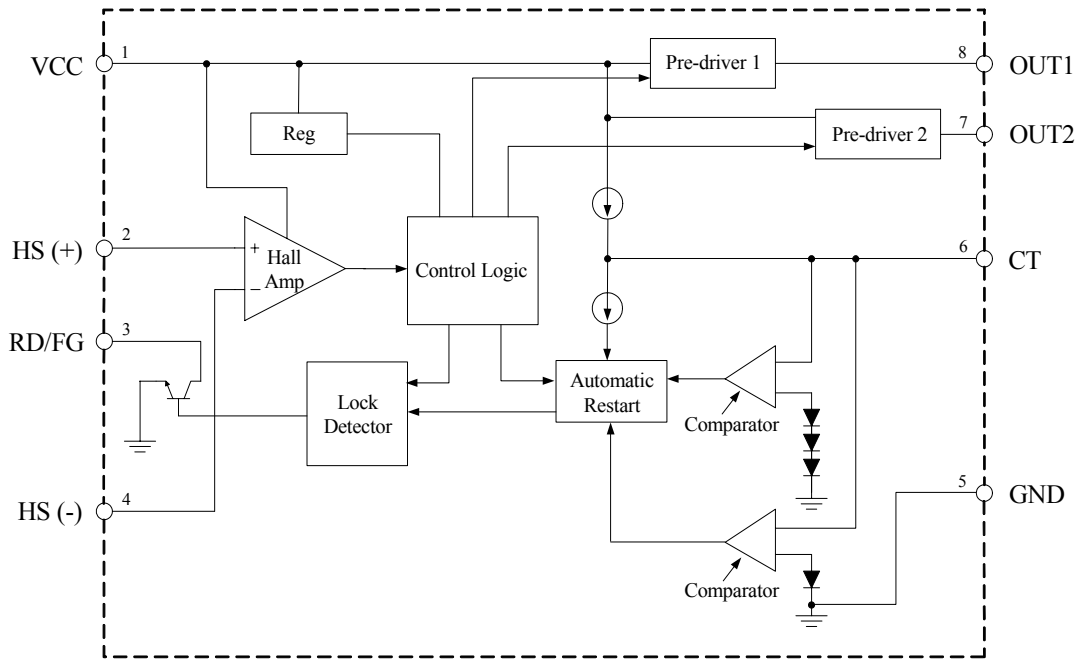 VCC
1
Pre-driver 1
8
OUT1
Reg
Pre-driver 2
7
OUT2
HS (+)
2
+
Hall
Amp
−
Control Logic
6
CT
RD/FG
3
Lock
Detector
Automatic
Restart
Comparator
HS (-)
4
5
GND
Comparator